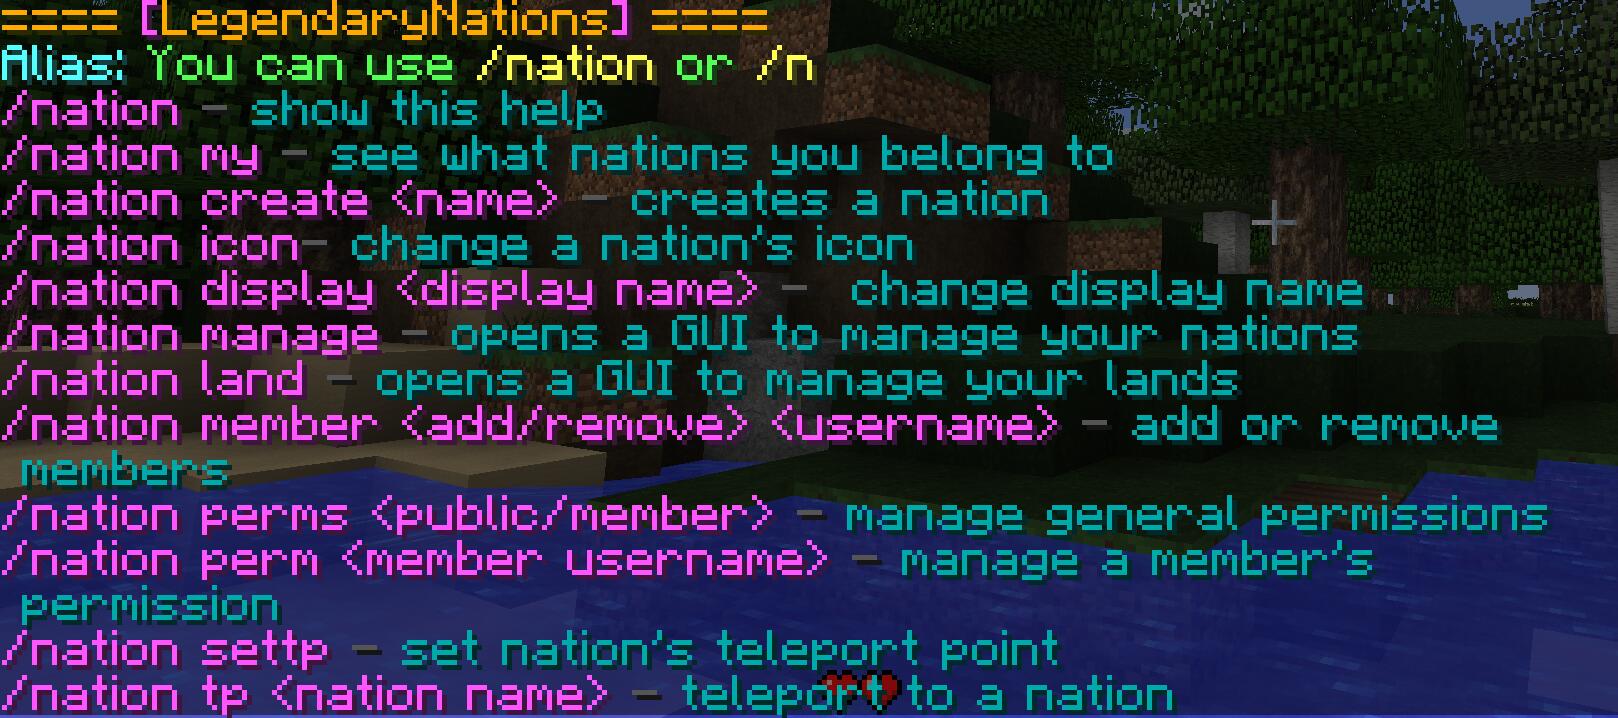 ==== [LegendaryNations] ====
Alias: You can use /nation or /n
/nation - show this help
/nation my - see what nations you belong to
/nation create <name> - creates a nation
/nation icon- change a nation's icon
/nation display <display name> -  change display name
/nation manage - opens a GUI to manage your nations
/nation land - opens a GUI to manage your lands
/nation member <add/remove> <username> - add or remove
members
/nation perms <public/member> - manage general permissions
/nation perm <member username> - manage a member's
permission
/nation settp - set nation's teleport point
/nation tp <nation name> - teleport to a nation